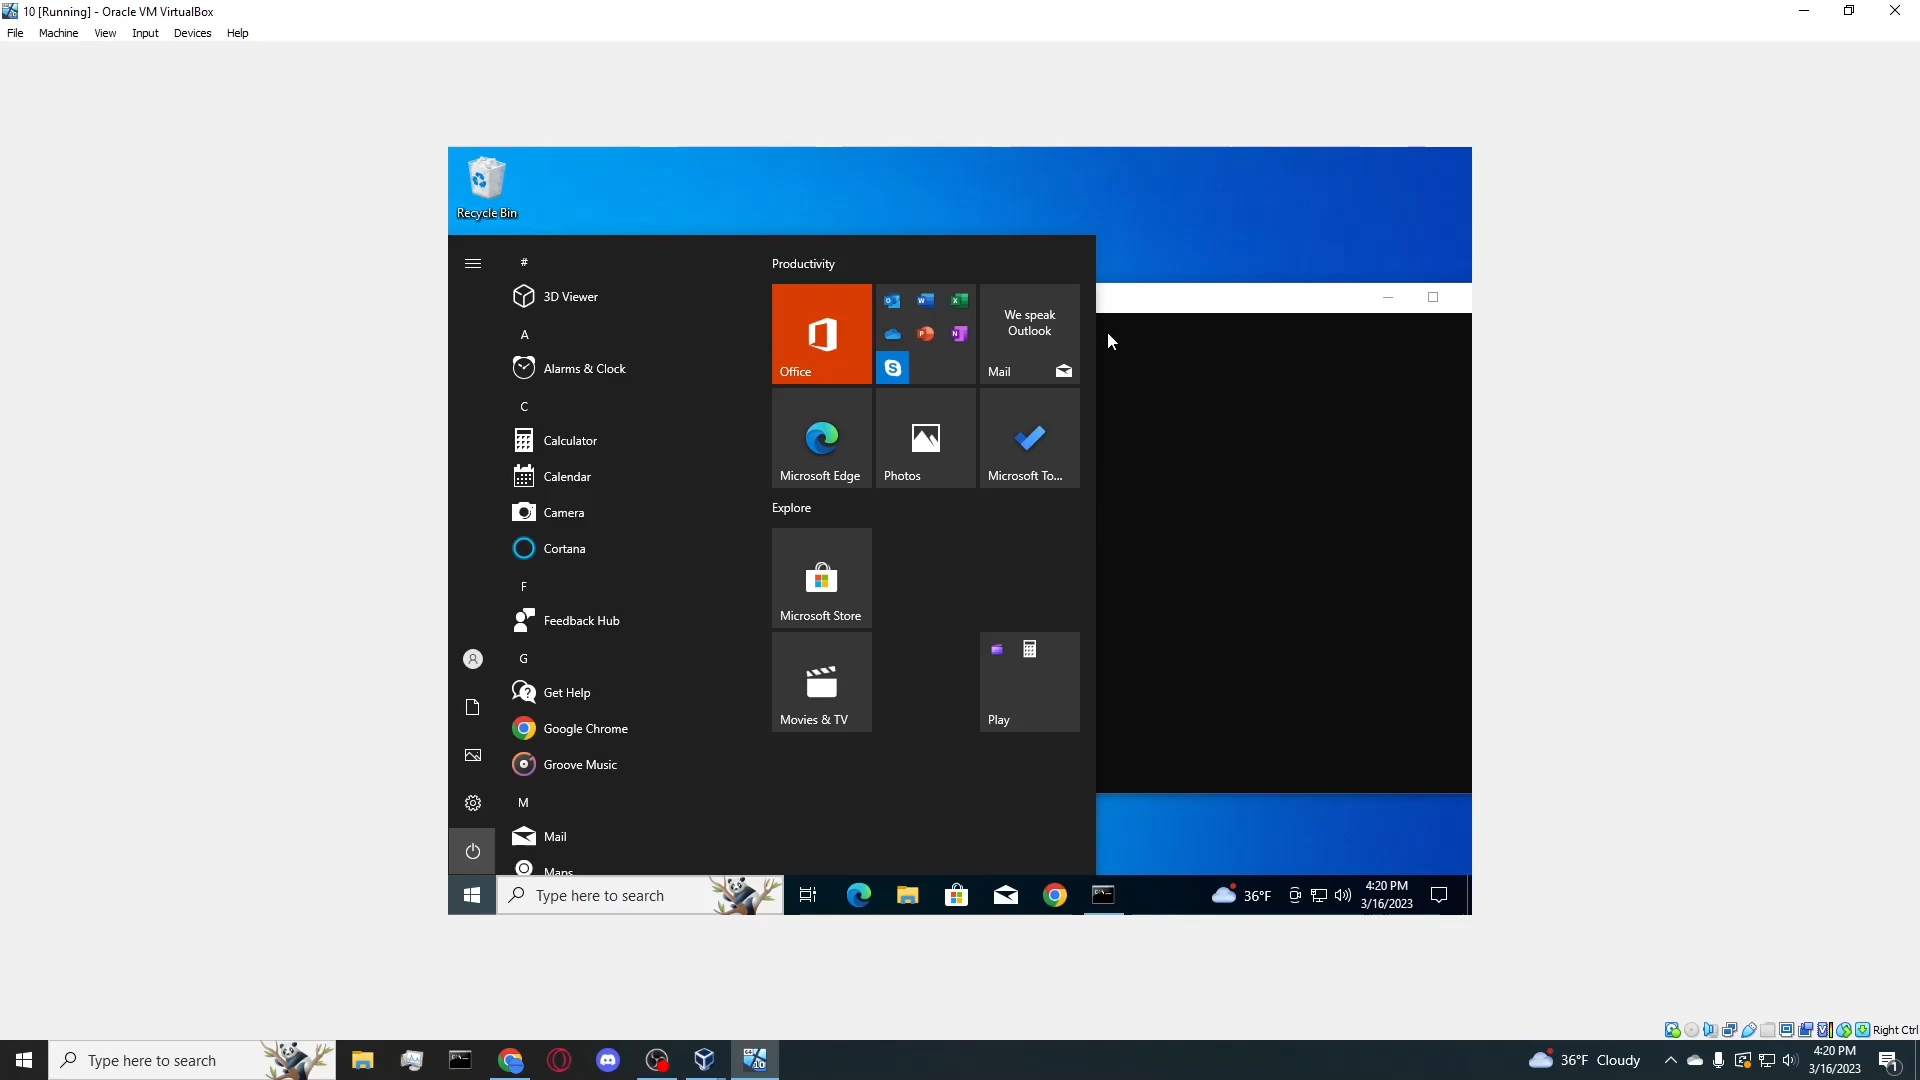 10 [Running] - Oracle VM VirtualBox
File Machine View Input Devices Help
Recycle Bin
#
3D Viewer
A
Alarms & Clock
C
Calculator
Calendar
Camera
Cortana
F
Feedback Hub
G
Get Help
Google Chrome
Groove Music
M
Mail
Maps
Productivity
Office
We speak
Outlook
Mail
Microsoft Edge
Photos
Microsoft To...
Explore
Microsoft Store
Movies & TV
Play
Type here to search
36°F
4:20 PM
3/16/2023
Right Ctrl
Type here to search
36°F Cloudy
4:20 PM
3/16/2023
1